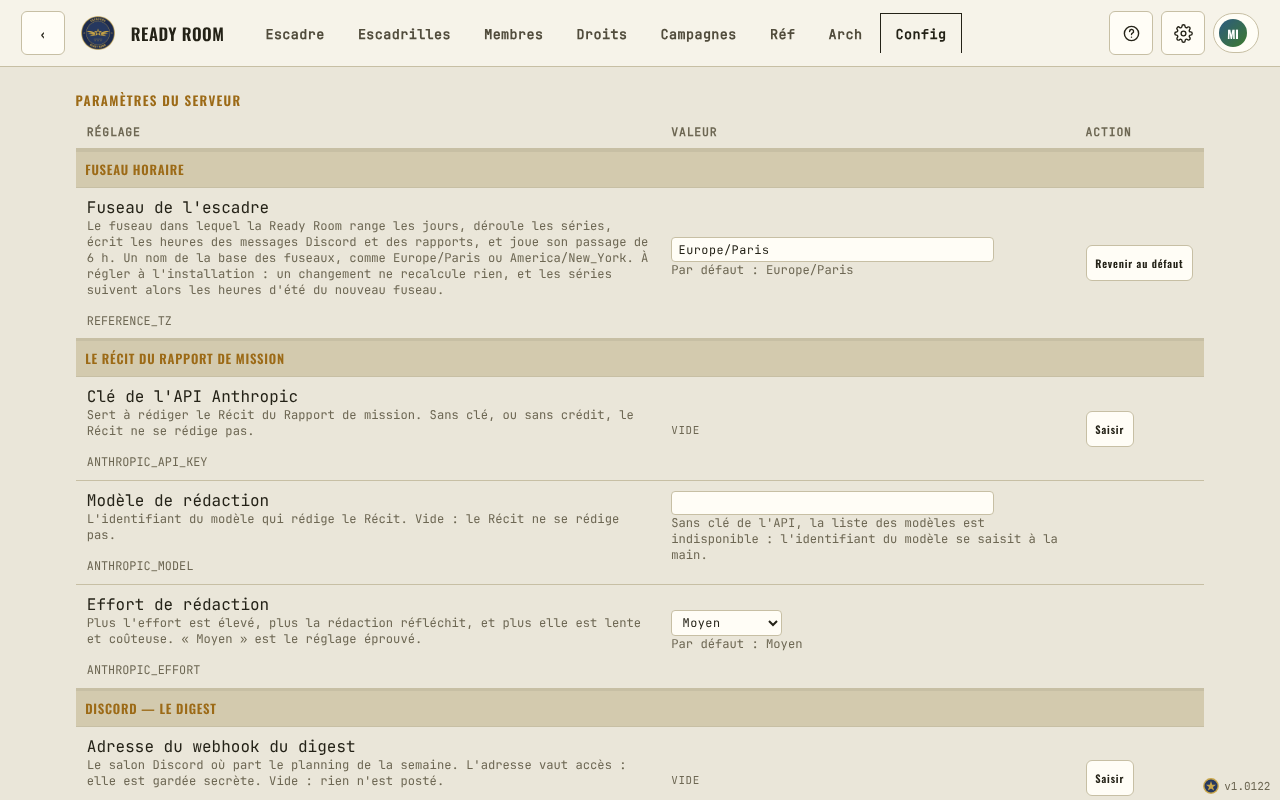 ‹
READY ROOM
Escadre
Escadrilles
Membres
Droits
Campagnes
Réf
Arch
Config
MI
PARAMÈTRES DU SERVEUR
RÉGLAGE
VALEUR
ACTION
FUSEAU HORAIRE
Fuseau de l'escadre
Le fuseau dans lequel la Ready Room range les jours, déroule les séries,
écrit les heures des messages Discord et des rapports, et joue son passage de
6 h. Un nom de la base des fuseaux, comme Europe/Paris ou America/New_York. À
régler à l'installation : un changement ne recalcule rien, et les séries
suivent alors les heures d'été du nouveau fuseau.
REFERENCE_TZ
Europe/Paris
Par défaut : Europe/Paris
Revenir au défaut
LE RÉCIT DU RAPPORT DE MISSION
Clé de l'API Anthropic
Sert à rédiger le Récit du Rapport de mission. Sans clé, ou sans crédit, le
Récit ne se rédige pas.
ANTHROPIC_API_KEY
VIDE
Saisir
Modèle de rédaction
L'identifiant du modèle qui rédige le Récit. Vide : le Récit ne se rédige
pas.
ANTHROPIC_MODEL
Sans clé de l'API, la liste des modèles est
indisponible : l'identifiant du modèle se saisit à la
main.
Effort de rédaction
Plus l'effort est élevé, plus la rédaction réfléchit, et plus elle est lente
et coûteuse. « Moyen » est le réglage éprouvé.
ANTHROPIC_EFFORT
Moyen
Par défaut : Moyen
DISCORD — LE DIGEST
Adresse du webhook du digest
Le salon Discord où part le planning de la semaine. L'adresse vaut accès :
elle est gardée secrète. Vide : rien n'est posté.
VIDE
Saisir
v1.0122